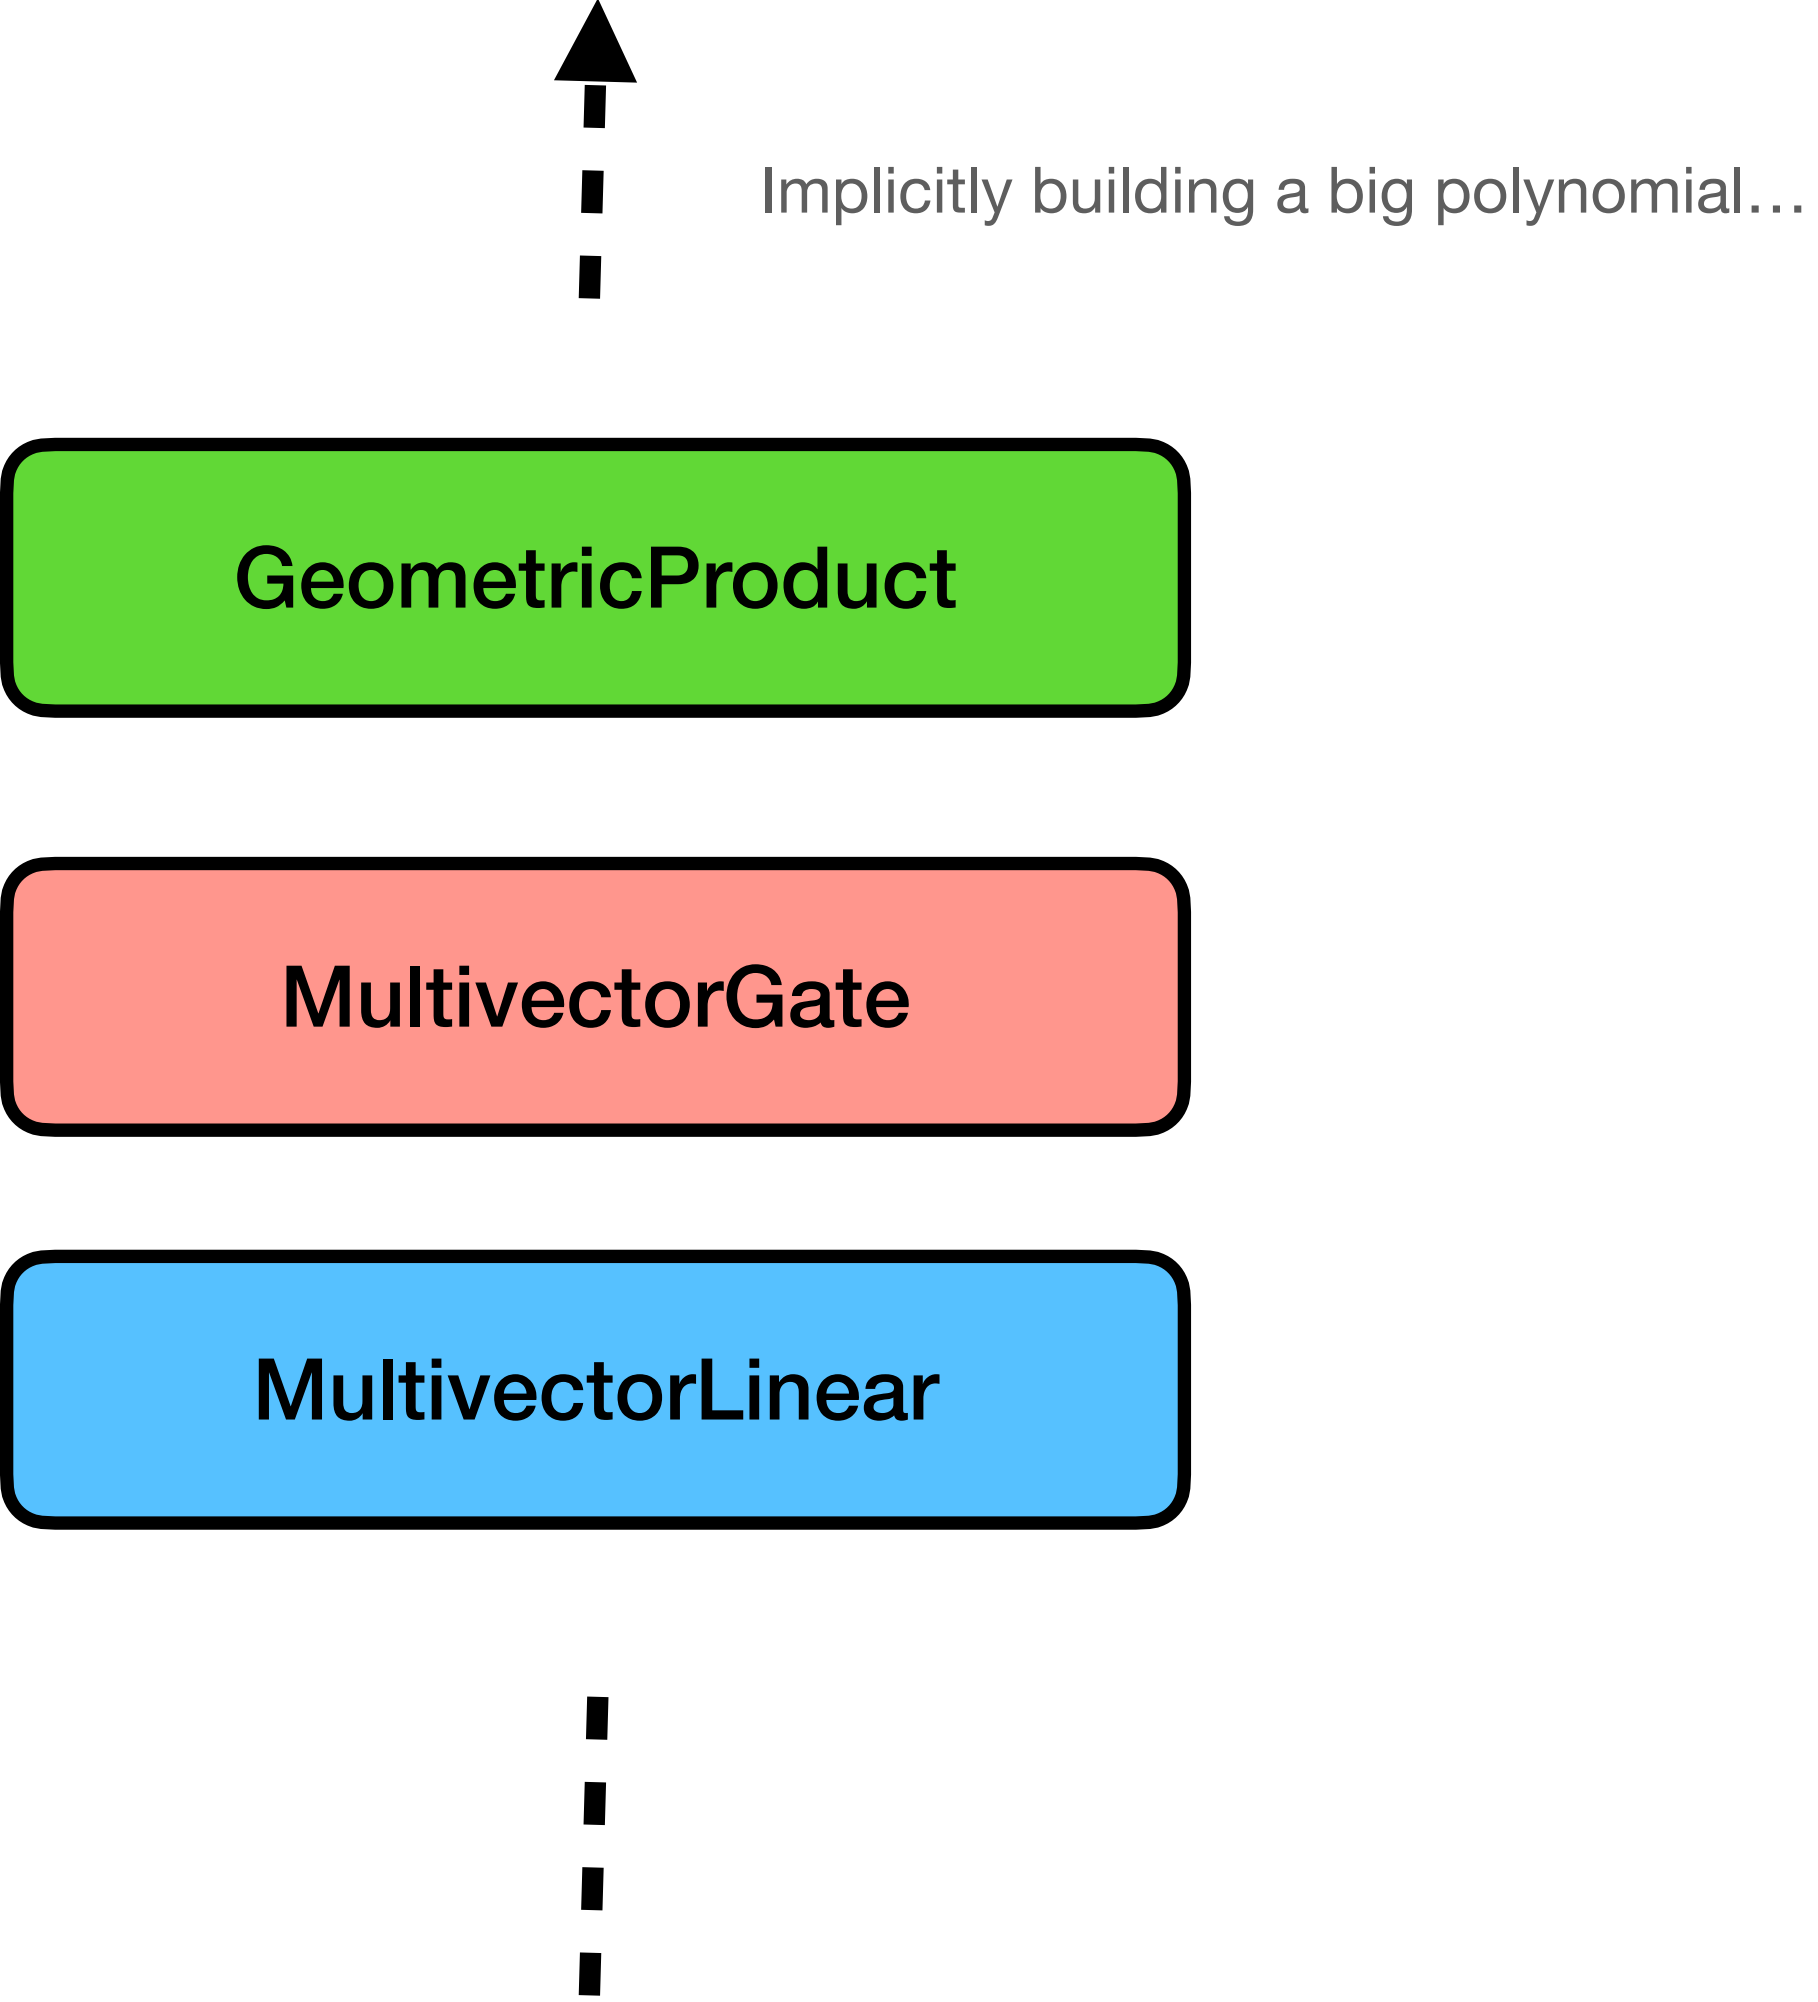 Implicitly building a big polynomial…
GeometricProduct
MultivectorGate
MultivectorLinear